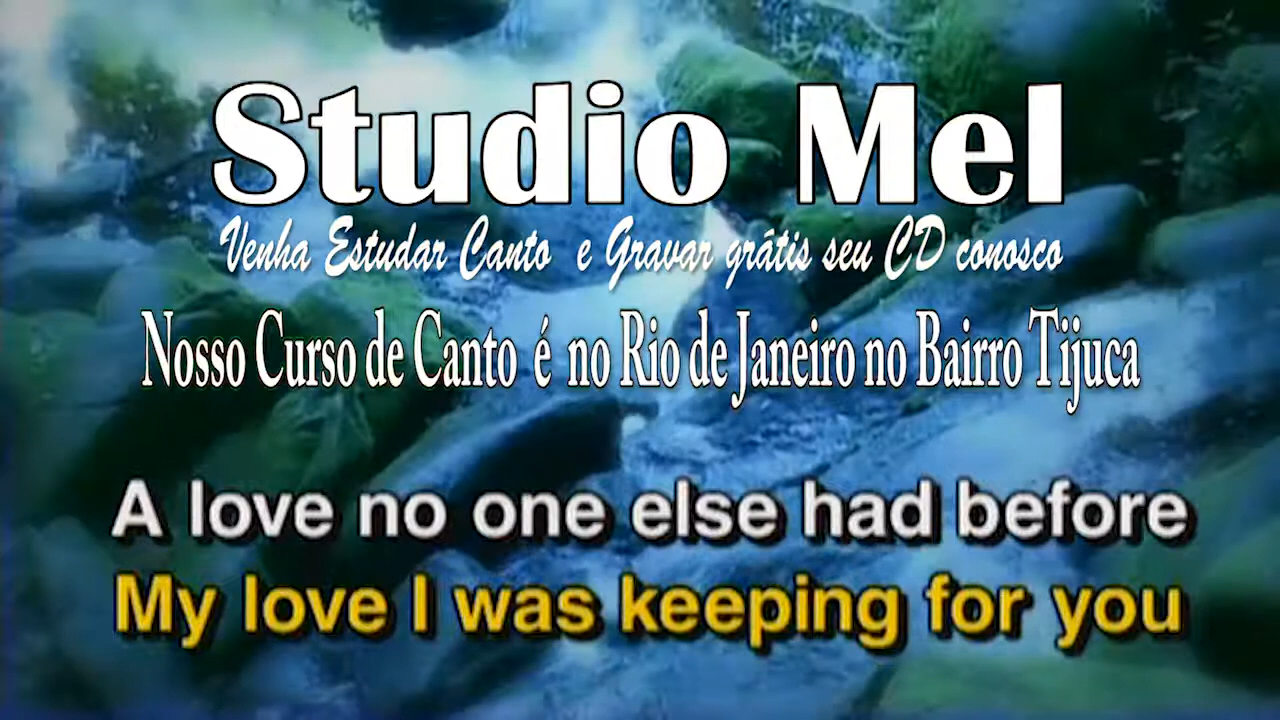 Studio Mel
Venha Estudar Canto e Gravar grátis seu CD conosco
Nosso Curso de Canto é no Rio de Janeiro no Bairro Tijuca
A love no one else had before
My love I was keeping for you